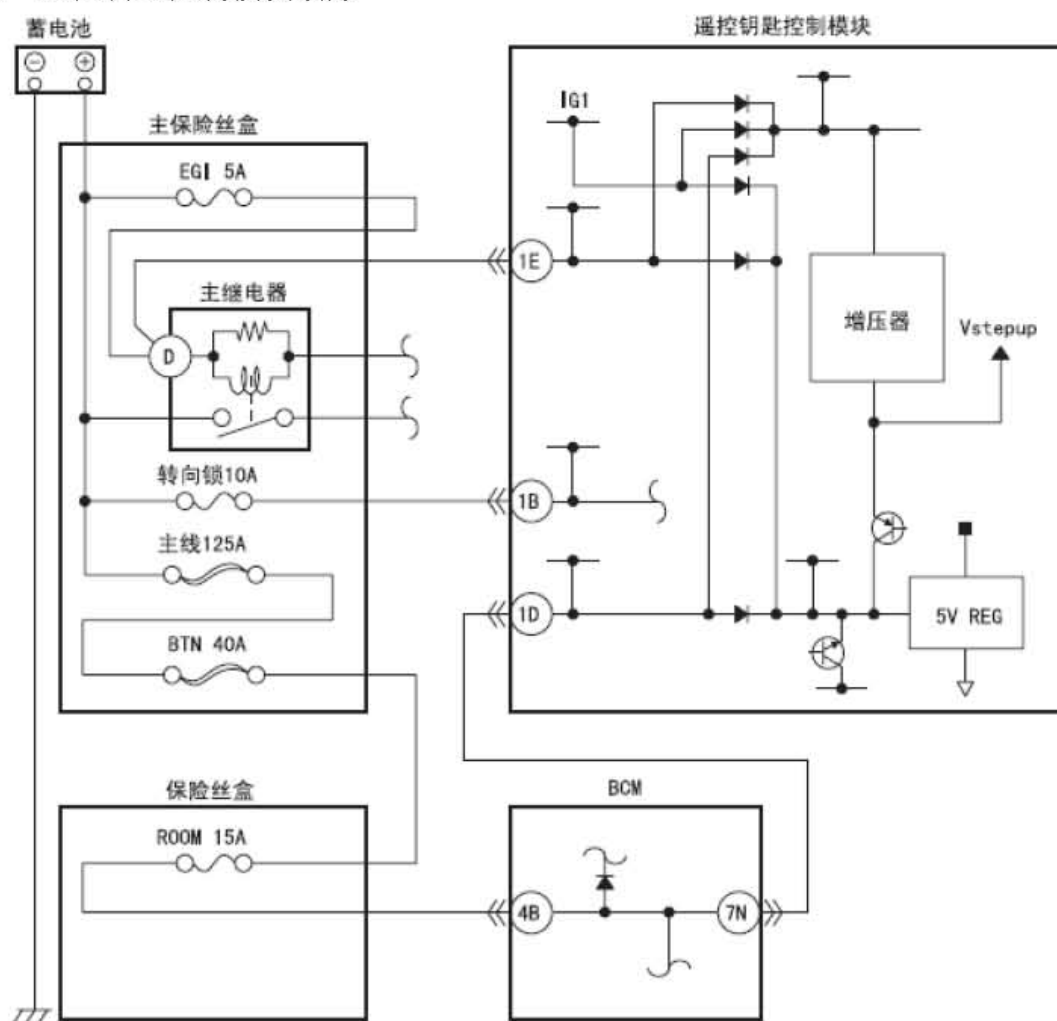 蓄电池
遥控钥匙控制模块
主保险丝盒
EGI 5A
IG1
1E
主继电器
D
增压器
Vstepup
转向锁10A
1B
主线125A
1D
5V REG
BTN 40A
保险丝盒
BCM
ROOM 15A
4B
7N